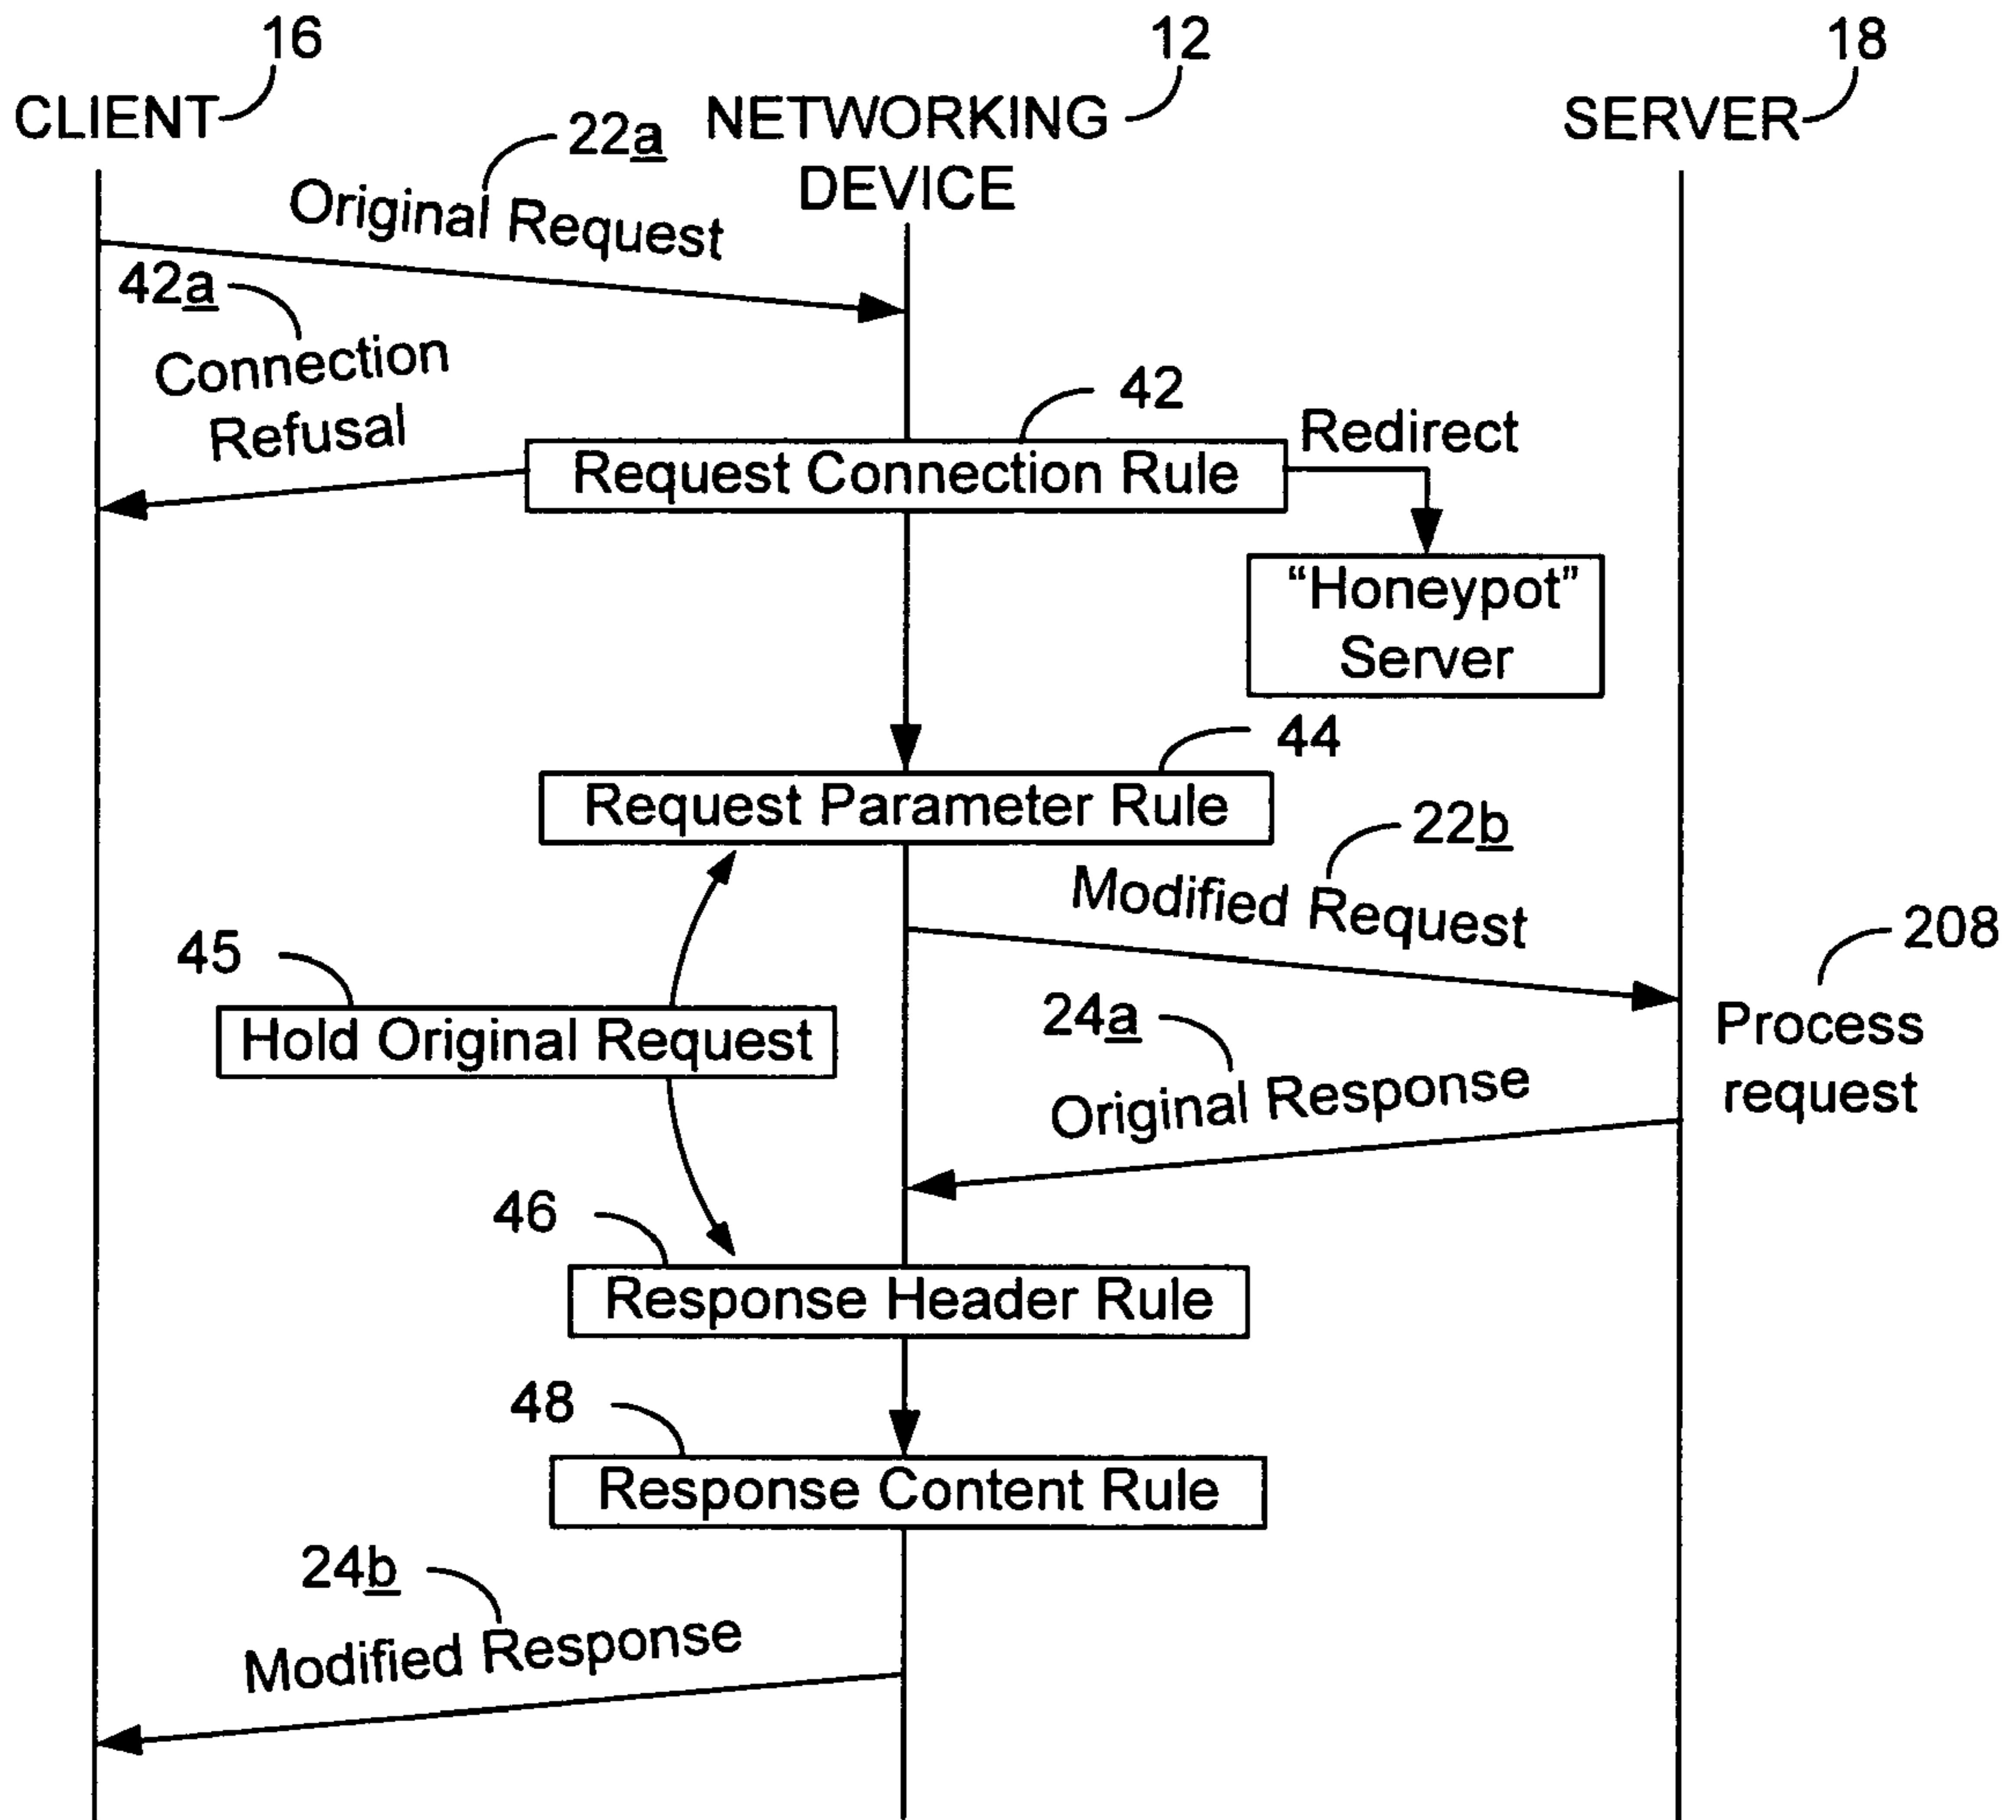 16
12
18
CLIENT
NETWORKING
DEVICE
SERVER
22a
Original Request
42a
Connection
Refusal
42
Request Connection Rule
Redirect
“Honeypot”
Server
44
Request Parameter Rule
22b
Modified Request
208
Process
request
45
Hold Original Request
24a
Original Response
46
Response Header Rule
48
Response Content Rule
24b
Modified Response